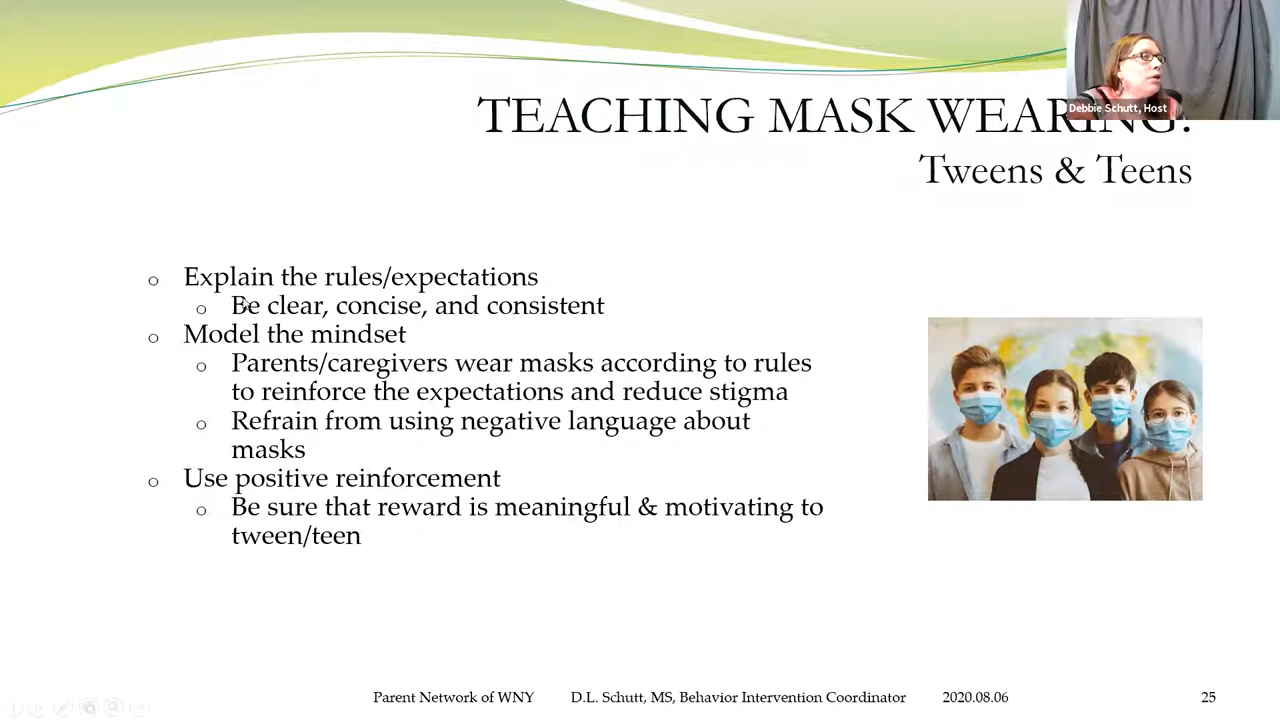 Debbie Schutt, Host
TEACHING MASK WEARING:
Tweens & Teens
o Explain the rules/expectations
o Be clear, concise, and consistent
o Model the mindset
o Parents/caregivers wear masks according to rules
to reinforce the expectations and reduce stigma
o Refrain from using negative language about
masks
o Use positive reinforcement
o Be sure that reward is meaningful & motivating to
tween/teen
Parent Network of WNY D.L. Schutt, MS, Behavior Intervention Coordinator 2020.08.06 25